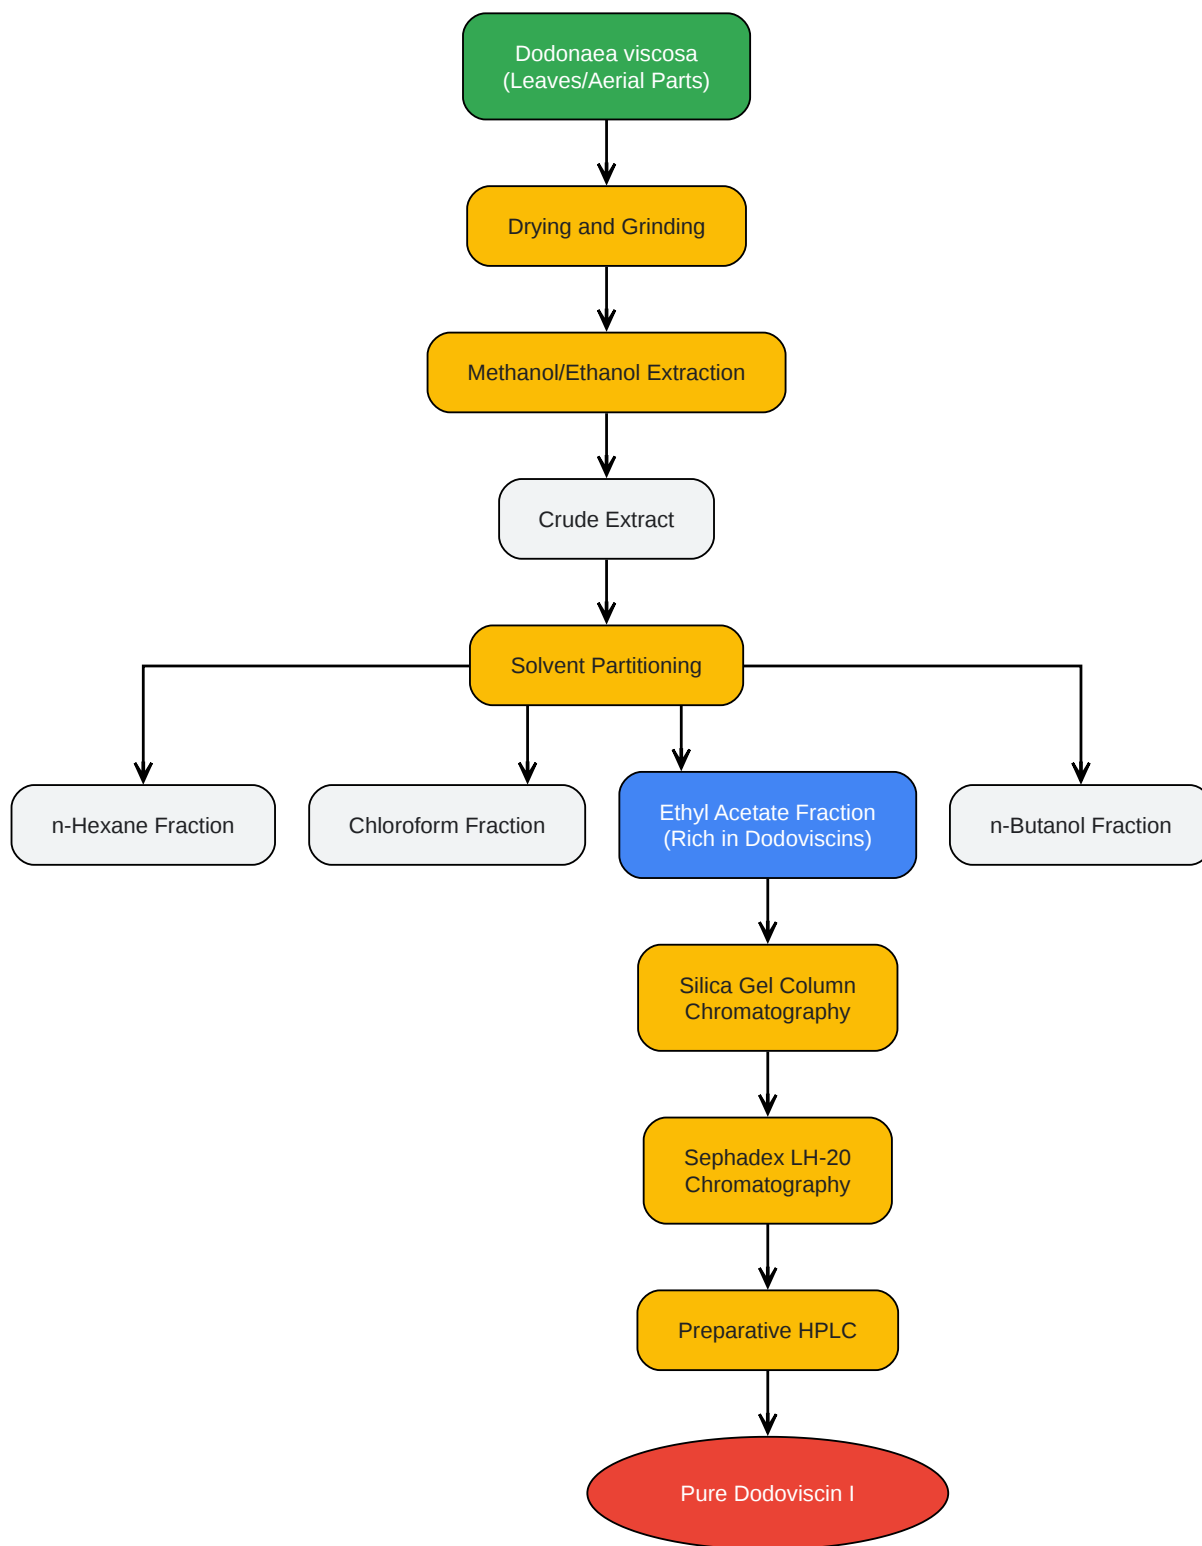 Dodonaea viscosa
(Leaves/Aerial Parts)
Drying and Grinding
Methanol/Ethanol Extraction
Crude Extract
Solvent Partitioning
n-Hexane Fraction
Chloroform Fraction
Ethyl Acetate Fraction
(Rich in Dodoviscins)
n-Butanol Fraction
Silica Gel Column
Chromatography
Sephadex LH-20
Chromatography
Preparative HPLC
Pure Dodoviscin I